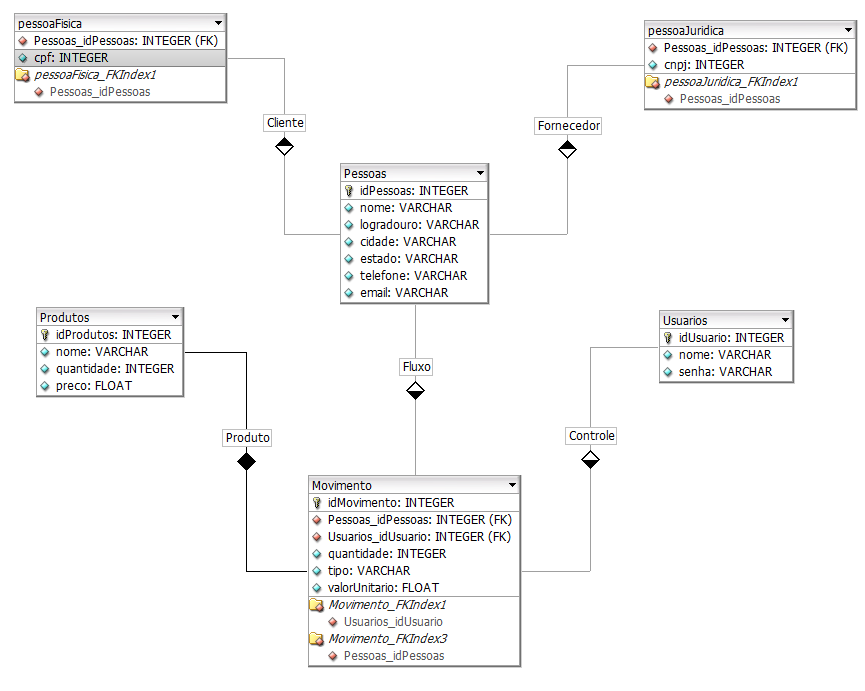 pessoaFisica
Pessoas_idPessoas: INTEGER (FK)
cpf: INTEGER
pessoaFisica_FKIndex1
Pessoas_idPessoas
pessoaJuridica
Pessoas_idPessoas: INTEGER (FK)
cnpj: INTEGER
pessoaJuridica_FKIndex1
Pessoas_idPessoas
Cliente
Fornecedor
Pessoas
idPessoas: INTEGER
nome: VARCHAR
logradouro: VARCHAR
cidade: VARCHAR
estado: VARCHAR
telefone: VARCHAR
email: VARCHAR
Produtos
idProdutos: INTEGER
nome: VARCHAR
quantidade: INTEGER
preco: FLOAT
Usuarios
idUsuario: INTEGER
nome: VARCHAR
senha: VARCHAR
Fluxo
Produto
Controle
Movimento
idMovimento: INTEGER
Pessoas_idPessoas: INTEGER (FK)
Usuarios_idUsuario: INTEGER (FK)
quantidade: INTEGER
tipo: VARCHAR
valorUnitario: FLOAT
Movimento_FKIndex1
Usuarios_idUsuario
Movimento_FKIndex3
Pessoas_idPessoas